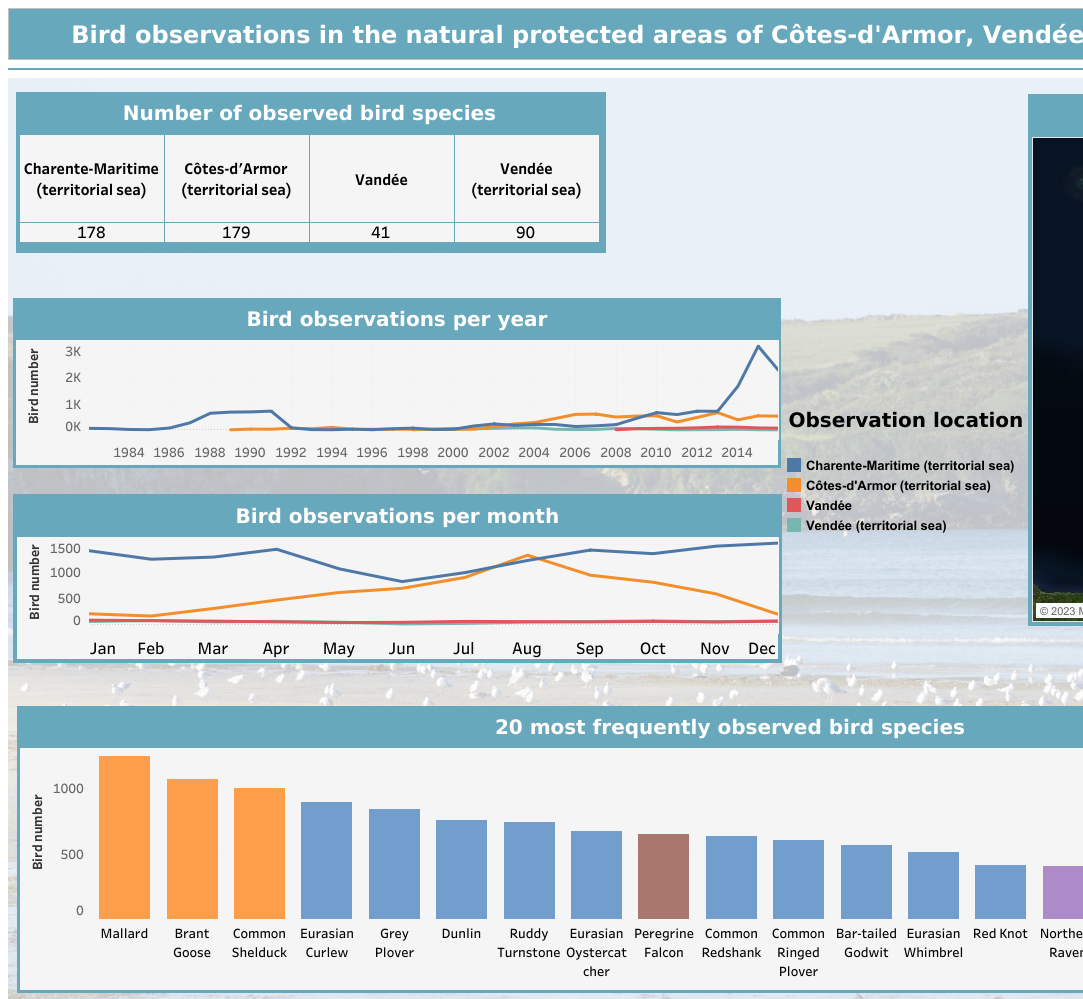 Bird observations in the natural protected areas of Côtes-d'Armor, Vendée
Number of observed bird species
Charente-Maritime (territorial sea)
Côtes-d’Armor (territorial sea)
Vandée
Vendée (territorial sea)
178 179 41 90
Bird observations per year
Bird number
3K
2K
1K
0K
1984 1986 1988 1990 1992 1994 1996 1998 2000 2002 2004 2006 2008 2010 2012 2014
Observation location
Charente-Maritime (territorial sea)
Côtes-d'Armor (territorial sea)
Vandée
Vendée (territorial sea)
Bird observations per month
Bird number
1500
1000
500
0
Jan Feb Mar Apr May Jun Jul Aug Sep Oct Nov Dec
© 2023 M
20 most frequently observed bird species
Bird number
1000
500
0
Mallard
Brant Goose
Common Shelduck
Eurasian Curlew
Grey Plover
Dunlin
Ruddy Turnstone
Eurasian Oystercat cher
Peregrine Falcon
Common Redshank
Common Ringed Plover
Bar-tailed Godwit
Eurasian Whimbrel
Red Knot
Northe
Raver